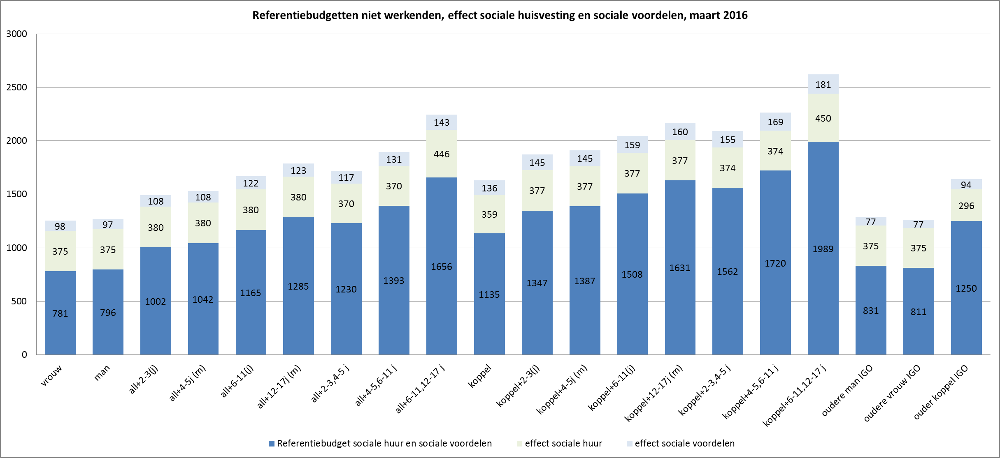 Referentiebudgetten niet werkenden, effect sociale huisvesting en sociale voordelen, maart 2016
3000
2500
2000
1500
1000
500
0
98 97 108 108 122 123 117 131 143 136 145 145 159 160 155 169 181 77 77 94
375 375 380 380 380 380 370 370 446 359 377 377 377 377 374 374 450 375 375 296
781 796 1002 1042 1165 1285 1230 1393 1656 1135 1347 1387 1508 1631 1562 1720 1989 831 811 1250
vrouw
man
all+2-3(j)
all+4-5j (m)
all+6-11(j)
all+12-17j (m)
all+2-3,4-5 j
all+4-5,6-11 j
all+6-11,12-17 j
koppel
koppel+2-3(j)
koppel+4-5j (m)
koppel+6-11(j)
koppel+12-17j (m)
koppel+2-3,4-5 j
koppel+4-5,6-11 j
koppel+6-11,12-17 j
oudere man IGO
oudere vrouw IGO
ouder koppel IGO
Referentiebudget sociale huur en sociale voordelen effect sociale huur effect sociale voordelen